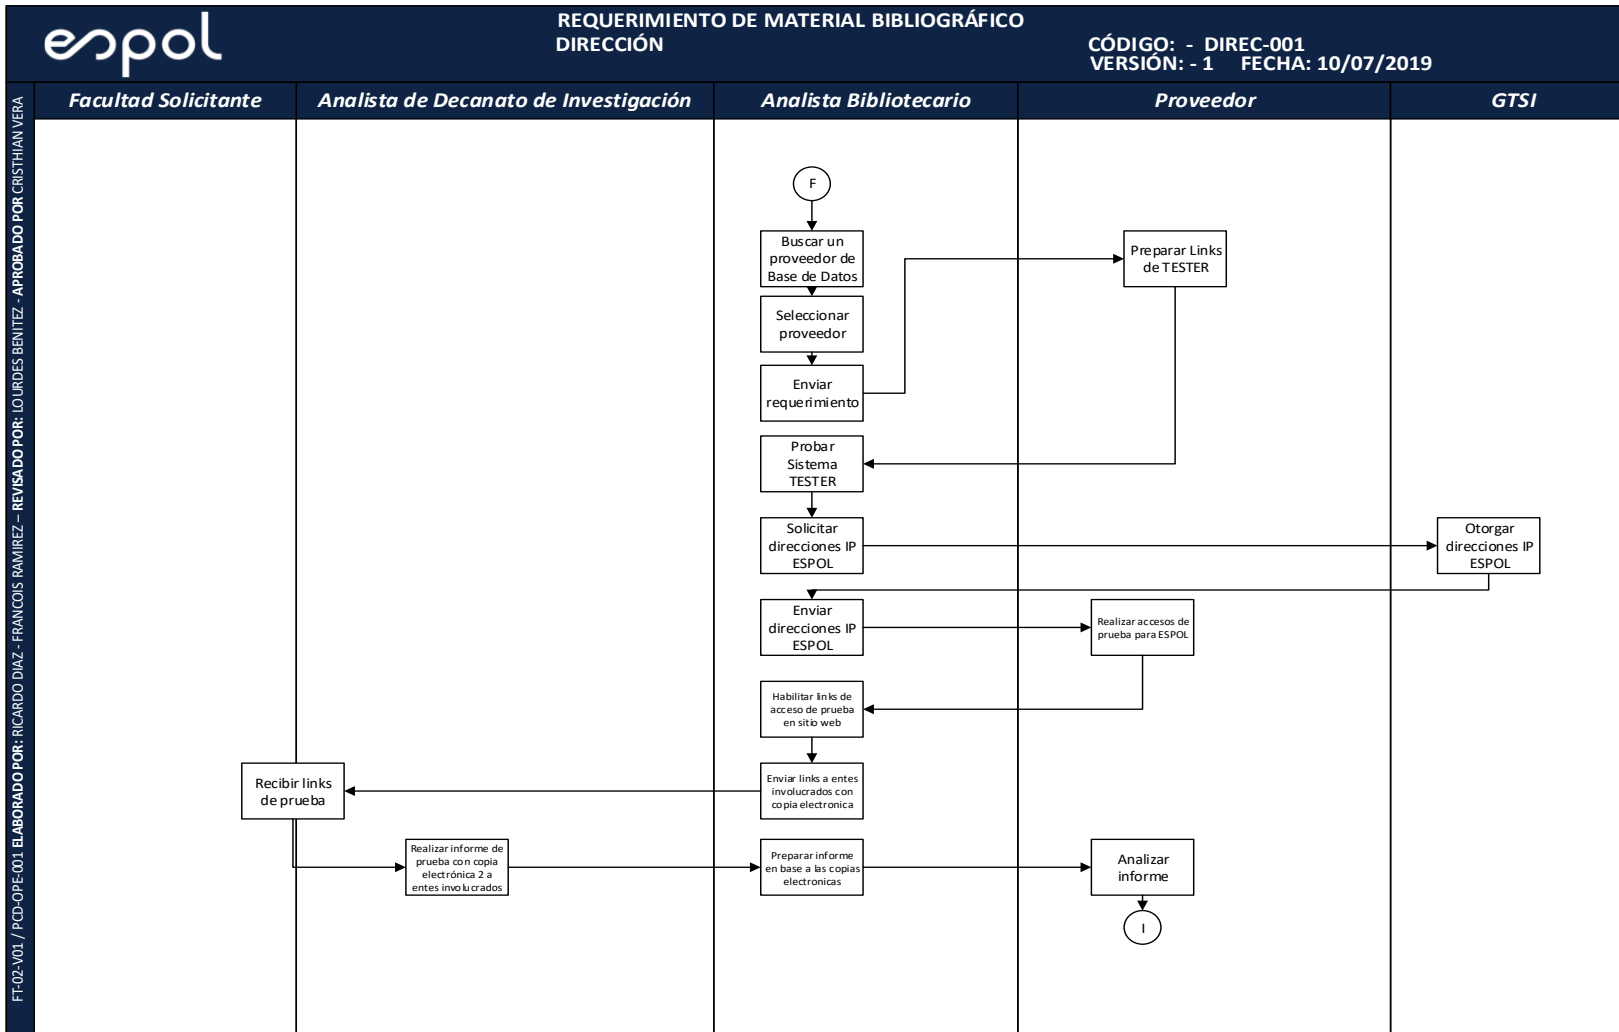 espol
REQUERIMIENTO DE MATERIAL BIBLIOGRÁFICO
DIRECCIÓN
CÓDIGO: - DIREC-001
VERSIÓN: - 1 FECHA: 10/07/2019
FT-02-V01 / PCD-OPE-001 ELABORADO POR: RICARDO DIAZ - FRANCOIS RAMIREZ – REVISADO POR: LOURDES BENITEZ - APROBADO POR CRISTHIAN VERA
Facultad Solicitante
Analista de Decanato de Investigación
Analista Bibliotecario
Proveedor
GTSI
F
Buscar un
proveedor de
Base de Datos
Preparar Links
de TESTER
Seleccionar
proveedor
Enviar
requerimiento
Probar
Sistema
TESTER
Solicitar
direcciones IP
ESPOL
Otorgar
direcciones IP
ESPOL
Enviar
direcciones IP
ESPOL
Realizar accesos de
prueba para ESPOL
Habilitar links de
acceso de prueba
en sitio web
Recibir links
de prueba
Enviar links a entes
involucrados con
copia electronica
Realizar informe de
prueba con copia
electrónica 2 a
entes involucrados
Preparar informe
en base a las copias
electronicas
Analizar
informe
I